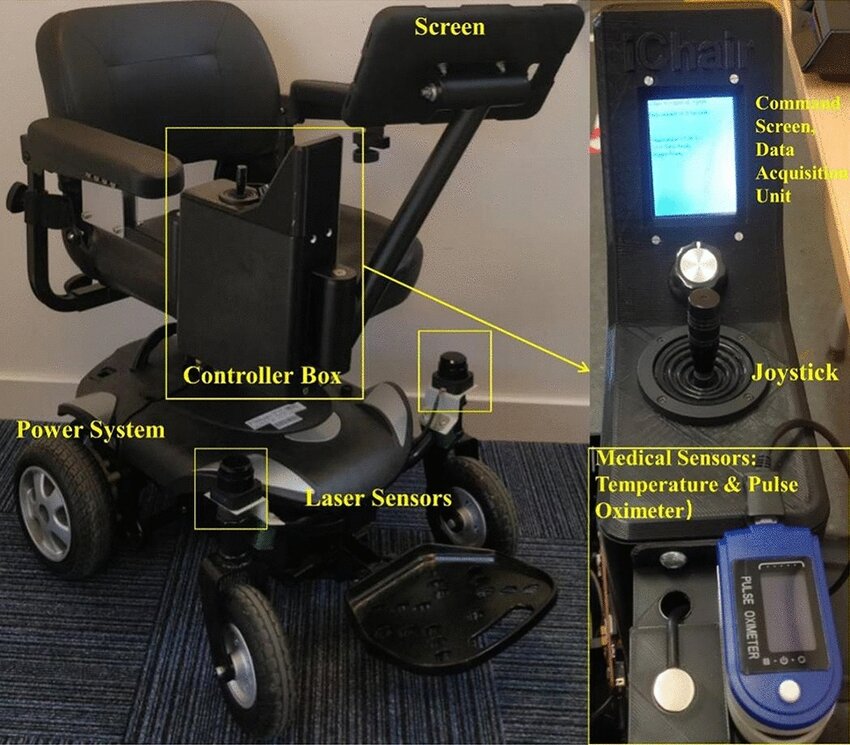 Screen
iChair
Command
Screen,
Data
Acquisition
Unit
Controller Box
Joystick
Power System
Laser Sensors
Medical Sensors:
Temperature & Pulse
Oximeter}
PULSE OXIMETER